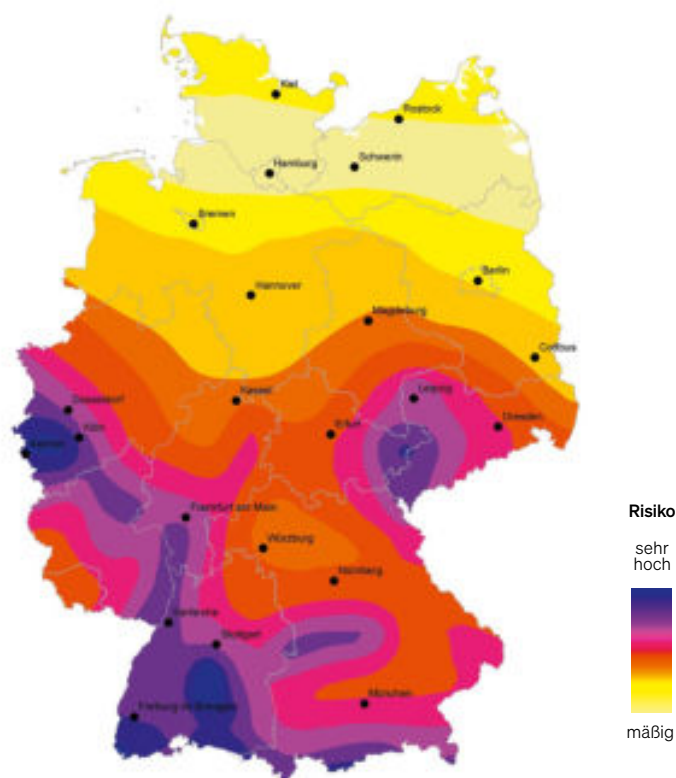 Kiel
Rostock
Hamburg
Schwerin
Bremen
Berlin
Hannover
Magdeburg
Cottbus
Kassel
Leipzig
Düsseldorf
Dresden
Köln
Erfurt
Aachen
Frankfurt am Main
Risiko
Würzburg
sehr
hoch
Nürnberg
Karlsruhe
Stuttgart
München
Freiburg im Breisgau
mäßig